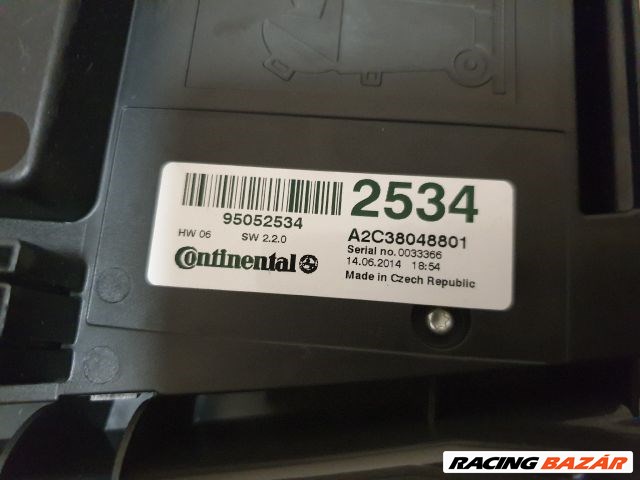 2534
95052534
A2C38048801
HW 06 SW 2.2.0
Serial no. 0033366
14.06.2014 18:54
Continental
Made in Czech Republic
RACING BAZÁR